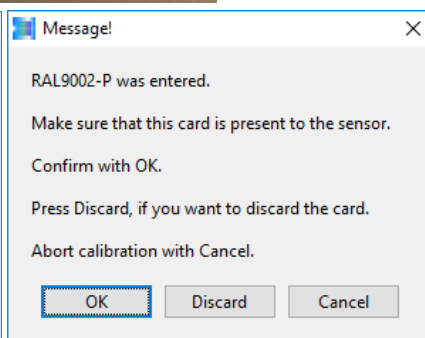 Message!
RAL9002-P was entered.
Make sure that this card is present to the sensor.
Confirm with OK.
Press Discard, if you want to discard the card.
Abort calibration with Cancel.
OK Discard Cancel